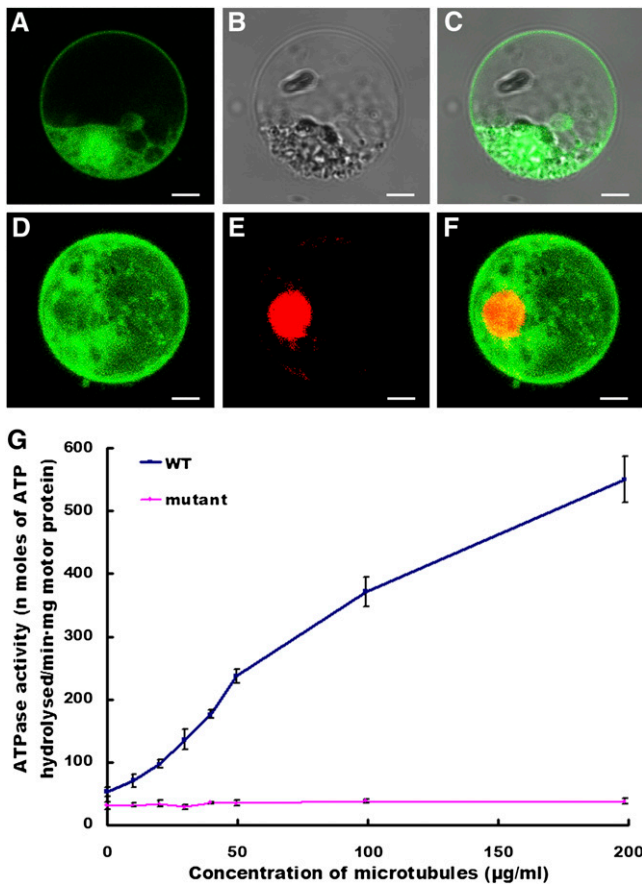 A
B
C
D
E
F
G
600
500
400
300
200
100
0
ATPase activity (n moles of ATP
hydrolysed/min·mg motor protein)
WT
mutant
0
50
100
150
200
Concentration of microtubules (µg/ml)